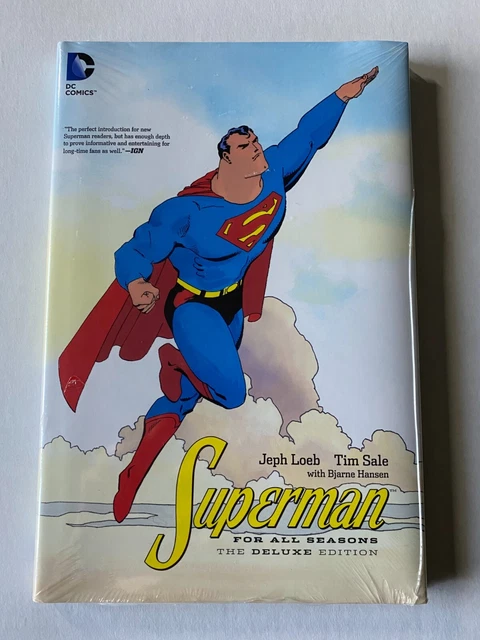 DC
COMICS™
"The perfect introduction for new
Superman readers, but has enough depth
to prove informative and entertaining for
long-time fans as well."—IGN
S
Jeph Loeb Tim Sale
with Bjarne Hansen
Superman
FOR ALL SEASONS
THE DELUXE EDITION